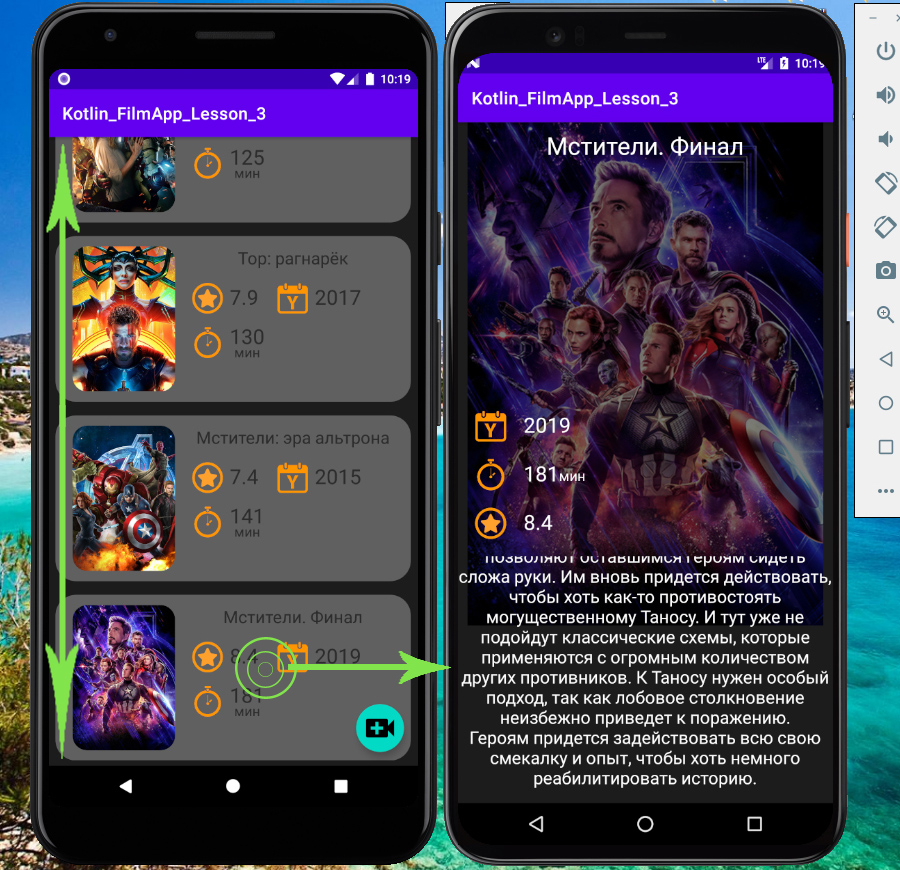 10:19
Kotlin_FilmApp_Lesson_3
125
мин
Тор: рагнарёк
7.9
Y
2017
130
мин
Мстители: эра альтрона
7.4
Y
2015
141
мин
Мстители. Финал
8.4
Y
2019
181
мин
LTE
10:19
Kotlin_FilmApp_Lesson_3
Мстители. Финал
Y
2019
181мин
8.4
позволяют оставшимся героям сидеть
сложа руки. Им вновь придется действовать,
чтобы хоть как-то противостоять
могущественному Таносу. И тут уже не
подойдут классические схемы, которые
применяются с огромным количеством
других противников. К Таносу нужен особый
подход, так как лобовое столкновение
неизбежно приведет к поражению.
Героям придется задействовать всю свою
смекалку и опыт, чтобы хоть немного
реабилитировать историю.